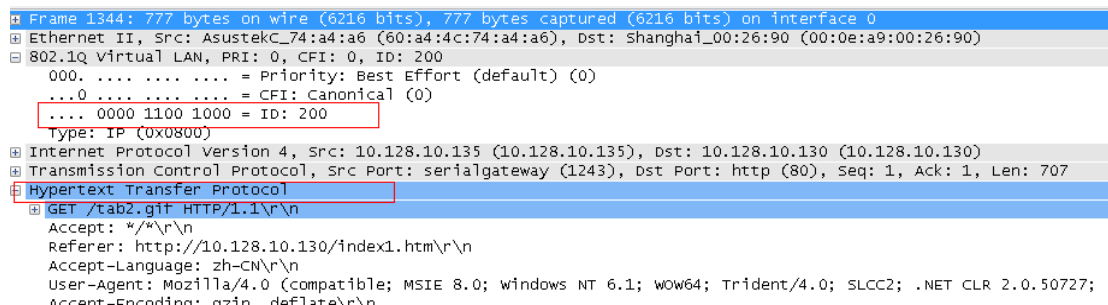 Frame 1344: 777 bytes on wire (6216 bits), 777 bytes captured (6216 bits) on interface 0
Ethernet II, Src: AsustekC_74:a4:a6 (60:a4:4c:74:a4:a6), Dst: Shanghai_00:26:90 (00:0e:a9:00:26:90)
802.1Q Virtual LAN, PRI: 0, CFI: 0, ID: 200
000. .... .... .... = Priority: Best Effort (default) (0)
...0 .... .... .... = CFI: Canonical (0)
.... 0000 1100 1000 = ID: 200
Type: IP (0x0800)
Internet Protocol Version 4, Src: 10.128.10.135 (10.128.10.135), Dst: 10.128.10.130 (10.128.10.130)
Transmission Control Protocol, Src Port: serialgateway (1243), Dst Port: http (80), Seq: 1, Ack: 1, Len: 707
Hypertext Transfer Protocol
GET /tab2.gif HTTP/1.1\r\n
Accept: */*\r\n
Referer: http://10.128.10.130/index1.htm\r\n
Accept-Language: zh-CN\r\n
User-Agent: Mozilla/4.0 (compatible; MSIE 8.0; Windows NT 6.1; WOW64; Trident/4.0; SLCC2; .NET CLR 2.0.50727;
Accept-Encoding: gzip, deflate\r\n